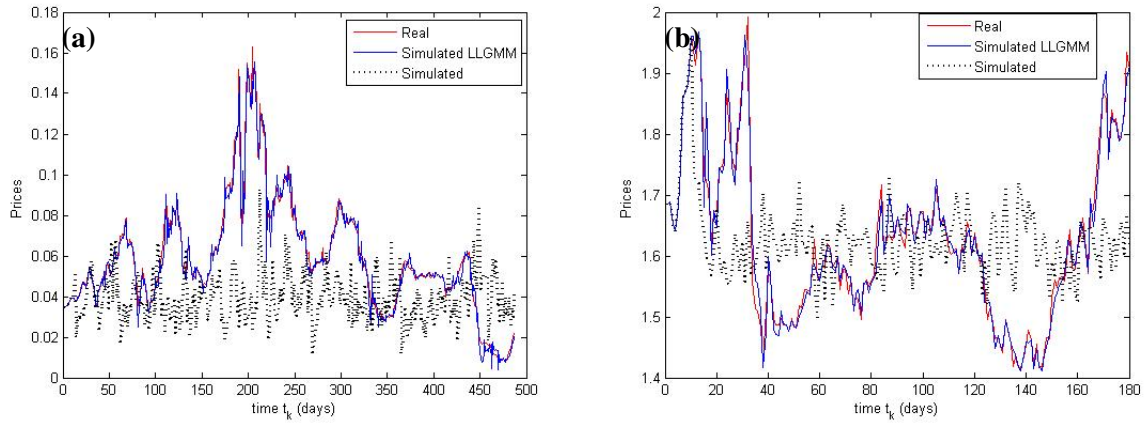 (a)
Real
Simulated LLGMM
Simulated
Prices
0.18
0.16
0.14
0.12
0.1
0.08
0.06
0.04
0.02
0
0 50 100 150 200 250 300 350 400 450 500
time t_k (days)
(b)
Real
Simulated LLGMM
Simulated
Prices
2
1.9
1.8
1.7
1.6
1.5
1.4
0 20 40 60 80 100 120 140 160 180
time t_k (days)